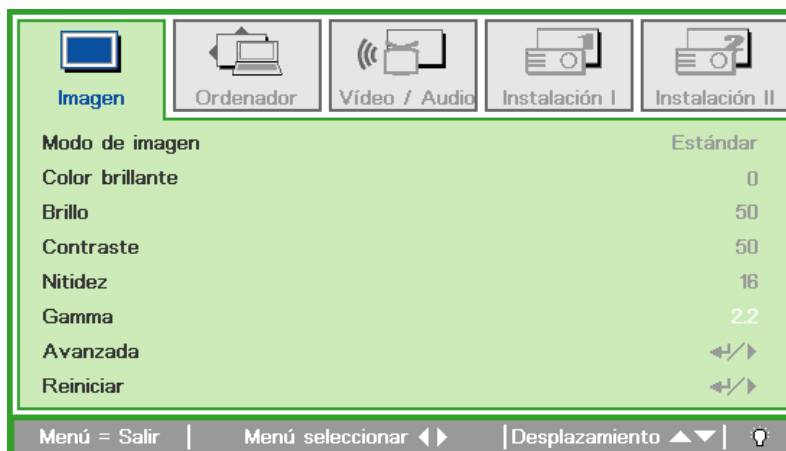 Imagen Ordenador Vídeo / Audio Instalación I Instalación II
Modo de imagen Estándar
Color brillante 0
Brillo 50
Contraste 50
Nitidez 16
Gamma 2.2
Avanzada
Reiniciar
Menú = Salir Menú seleccionar Desplazamiento